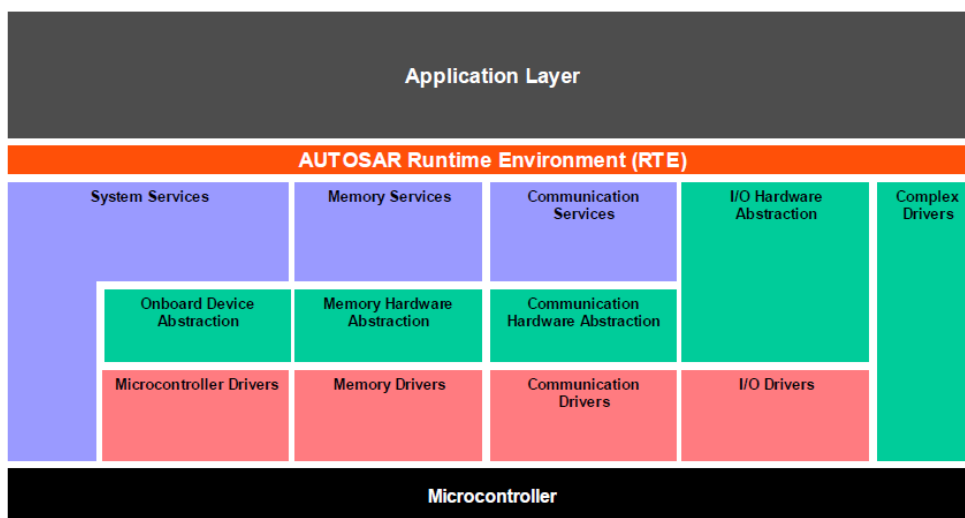 Application Layer
AUTOSAR Runtime Environment (RTE)
System Services
Memory Services
Communication
Services
I/O Hardware
Abstraction
Complex
Drivers
Onboard Device
Abstraction
Memory Hardware
Abstraction
Communication
Hardware Abstraction
Microcontroller Drivers
Memory Drivers
Communication
Drivers
I/O Drivers
Microcontroller